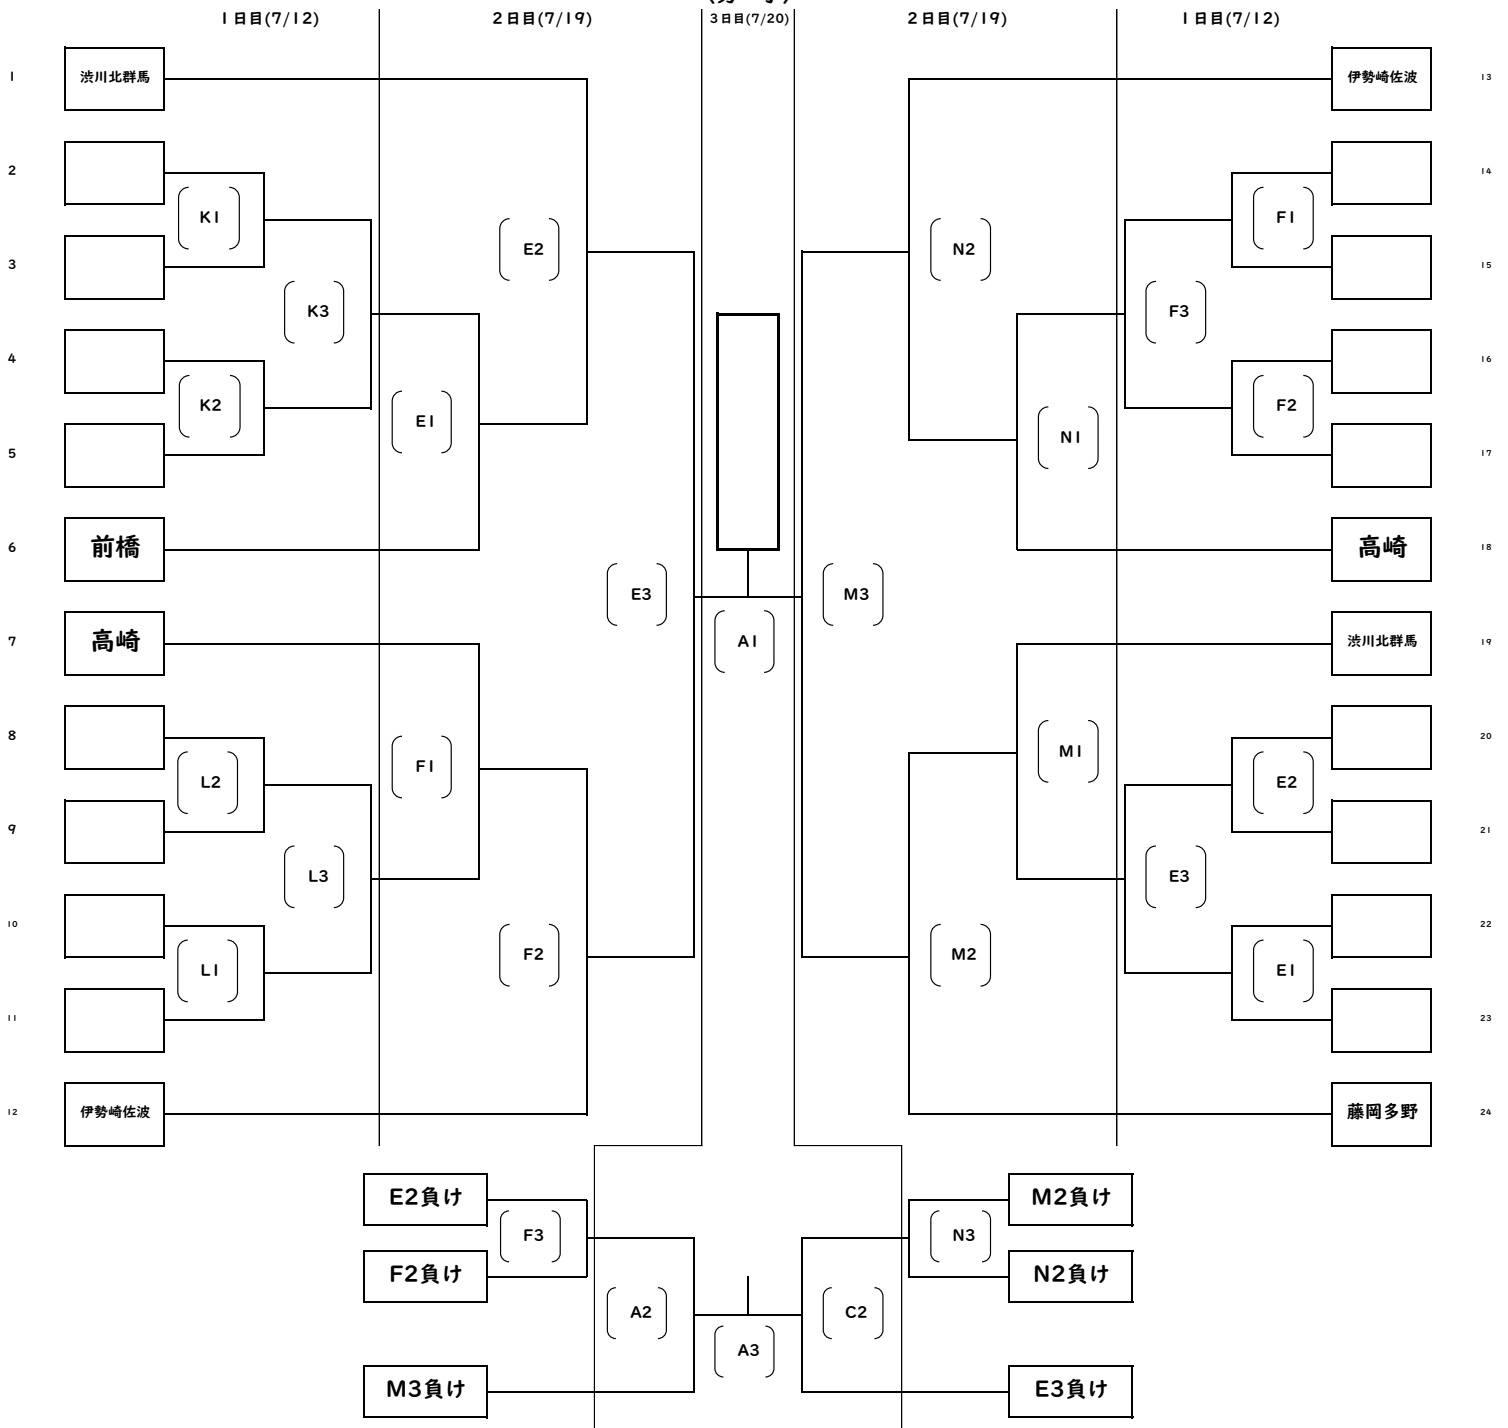 1日目(7/12) 2日目(7/19) 3日目(7/20) 2日目(7/19) 1日目(7/12)
1 渋川北群馬 伊勢崎佐波 13
2 14
K1 F1
E2 N2
3 15
K3 F3
4 16
K2 F2
E1 N1
5 17
6 前橋 高崎 18
E3 M3
7 高崎 A1 渋川北群馬 19
8 20
F1 M1
L2 E2
9 21
L3 E3
10 22
F2 M2
L1 E1
11 23
12 伊勢崎佐波 藤岡多野 24
E2負け M2負け
F3 N3
F2負け N2負け
A2 C2
A3
M3負け E3負け